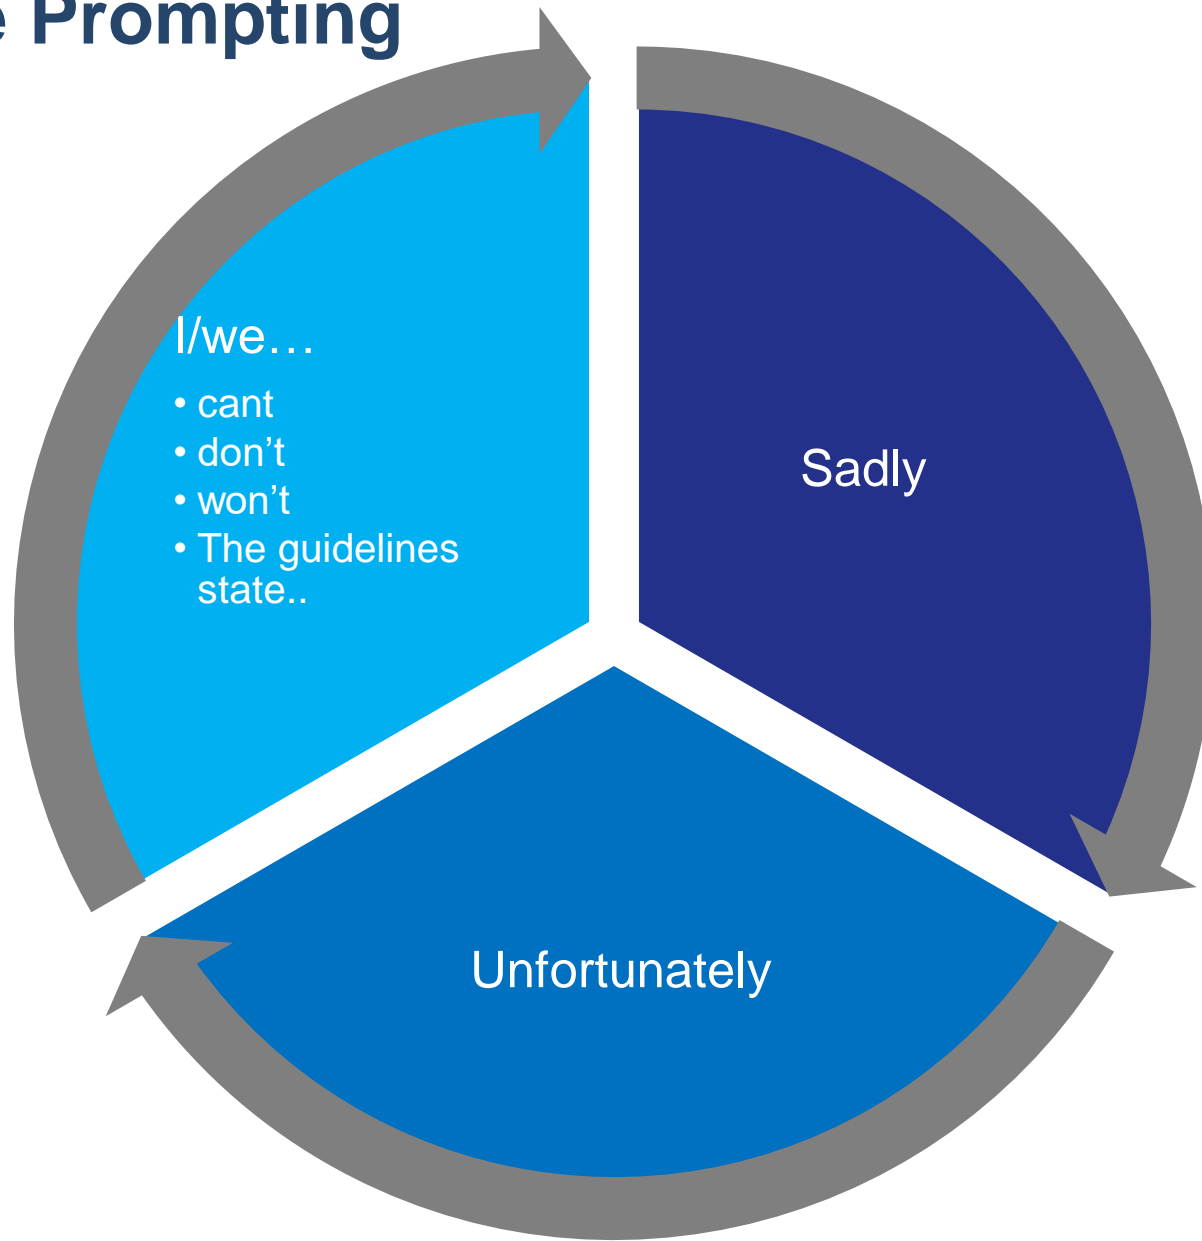 e Prompting
I/we…
• cant
• don’t
• won’t
• The guidelines
state..
Sadly
Unfortunately